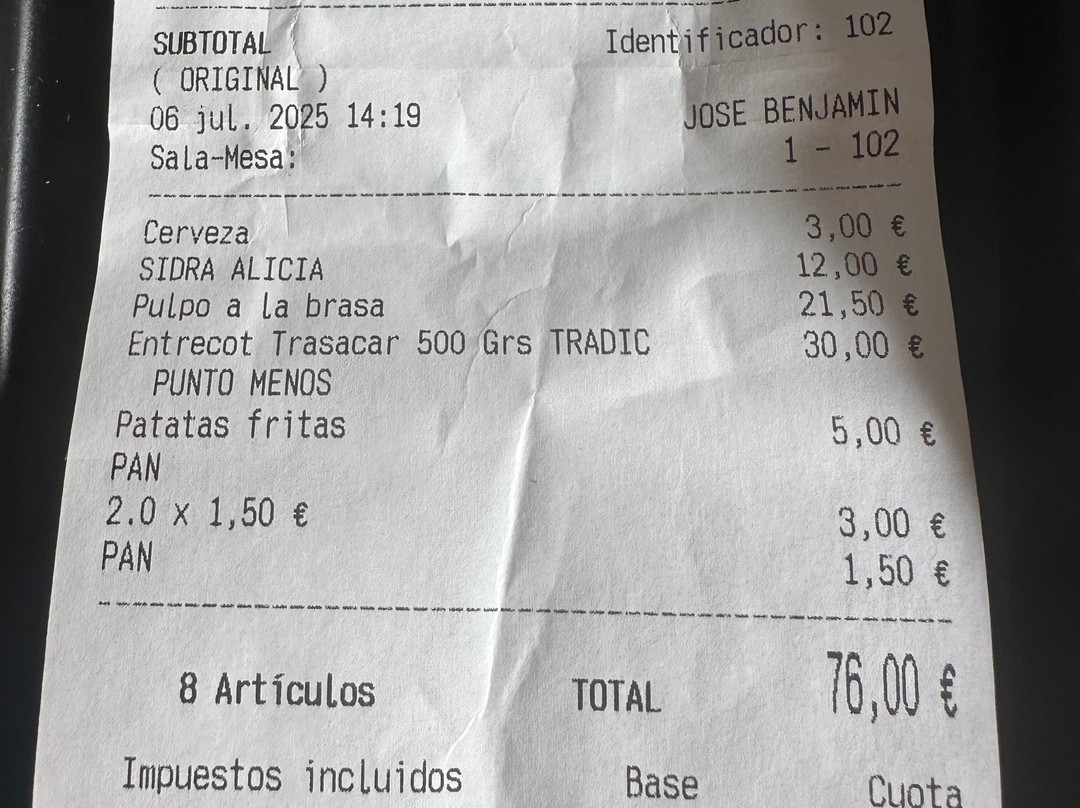 SUBTOTAL Identificador: 102
( ORIGINAL )
06 jul. 2025 14:19 JOSE BENJAMIN
Sala-Mesa: 1 - 102
Cerveza 3,00 €
SIDRA ALICIA 12,00 €
Pulpo a la brasa 21,50 €
Entrecot Trasacar 500 Grs TRADIC 30,00 €
PUNTO MENOS
Patatas fritas 5,00 €
PAN
2.0 x 1,50 € 3,00 €
PAN 1,50 €
8 Artículos TOTAL 76,00 €
Impuestos incluidos Base Cuota